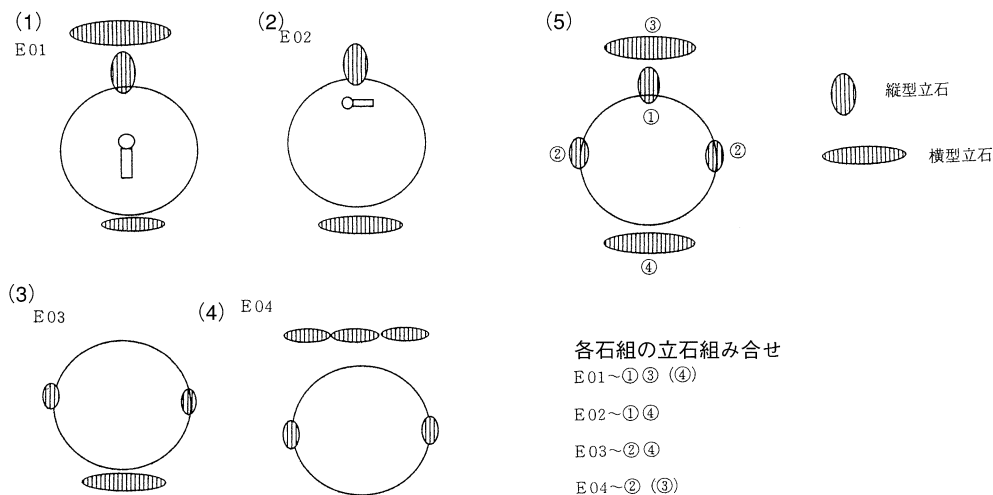 (1)
E01
(2)
E02
(3)
E03
(4)
E04
(5)
③
①
②
②
④
縦型立石
横型立石
各石組の立石組み合せ
E01～①③ (④)
E02～①④
E03～②④
E04～② (③)